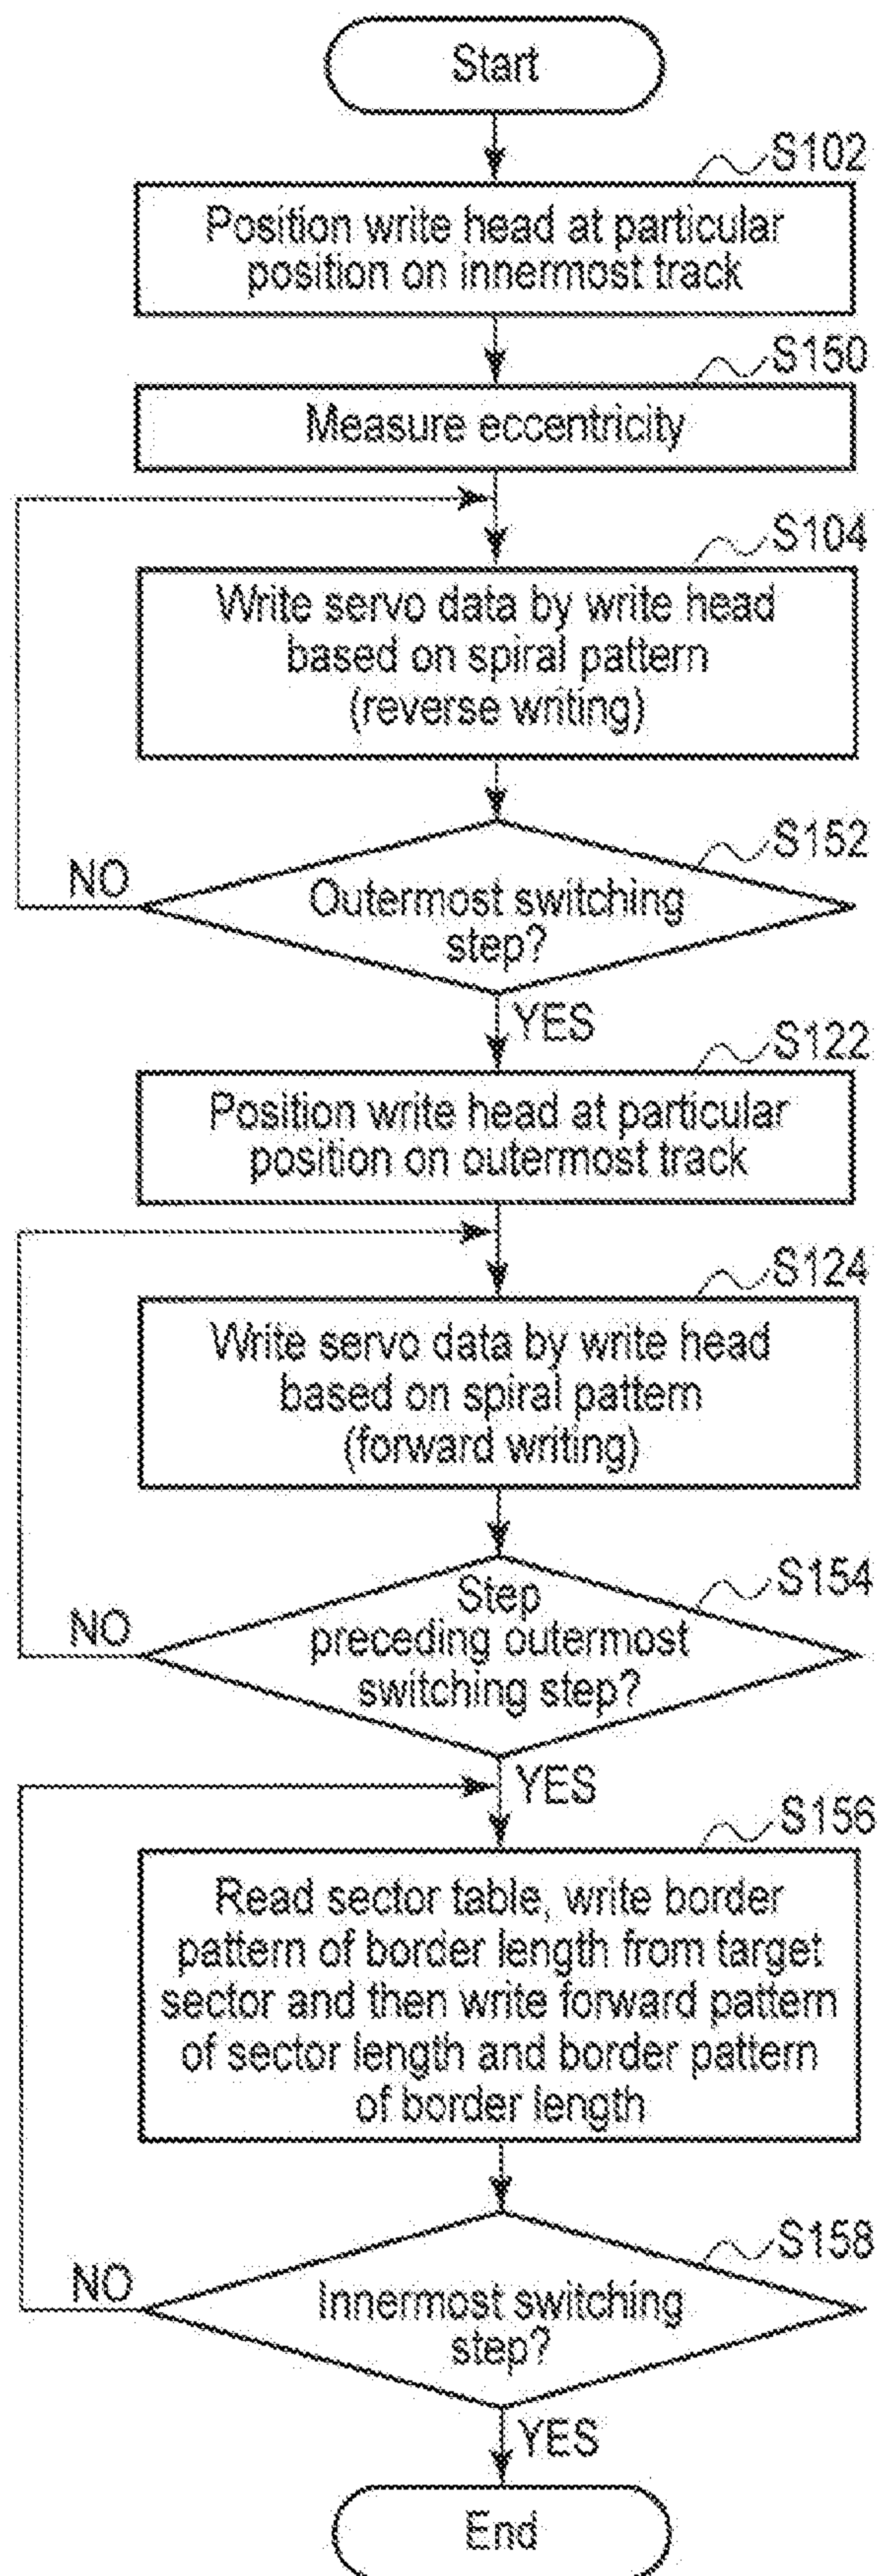 Start
S102
Position write head at particular
position on innermost track
S150
Measure eccentricity
S104
Write servo data by write head
based on spiral pattern
(reverse writing)
S152
NO
Outermost switching
step?
YES
S122
Position write head at particular
position on outermost track
S124
Write servo data by write head
based on spiral pattern
(forward writing)
S154
NO
Step
preceding outermost
switching step?
YES
S156
Read sector table, write border
pattern of border length from target
sector and then write forward pattern
of sector length and border pattern
of border length
S158
NO
Innermost switching
step?
YES
End